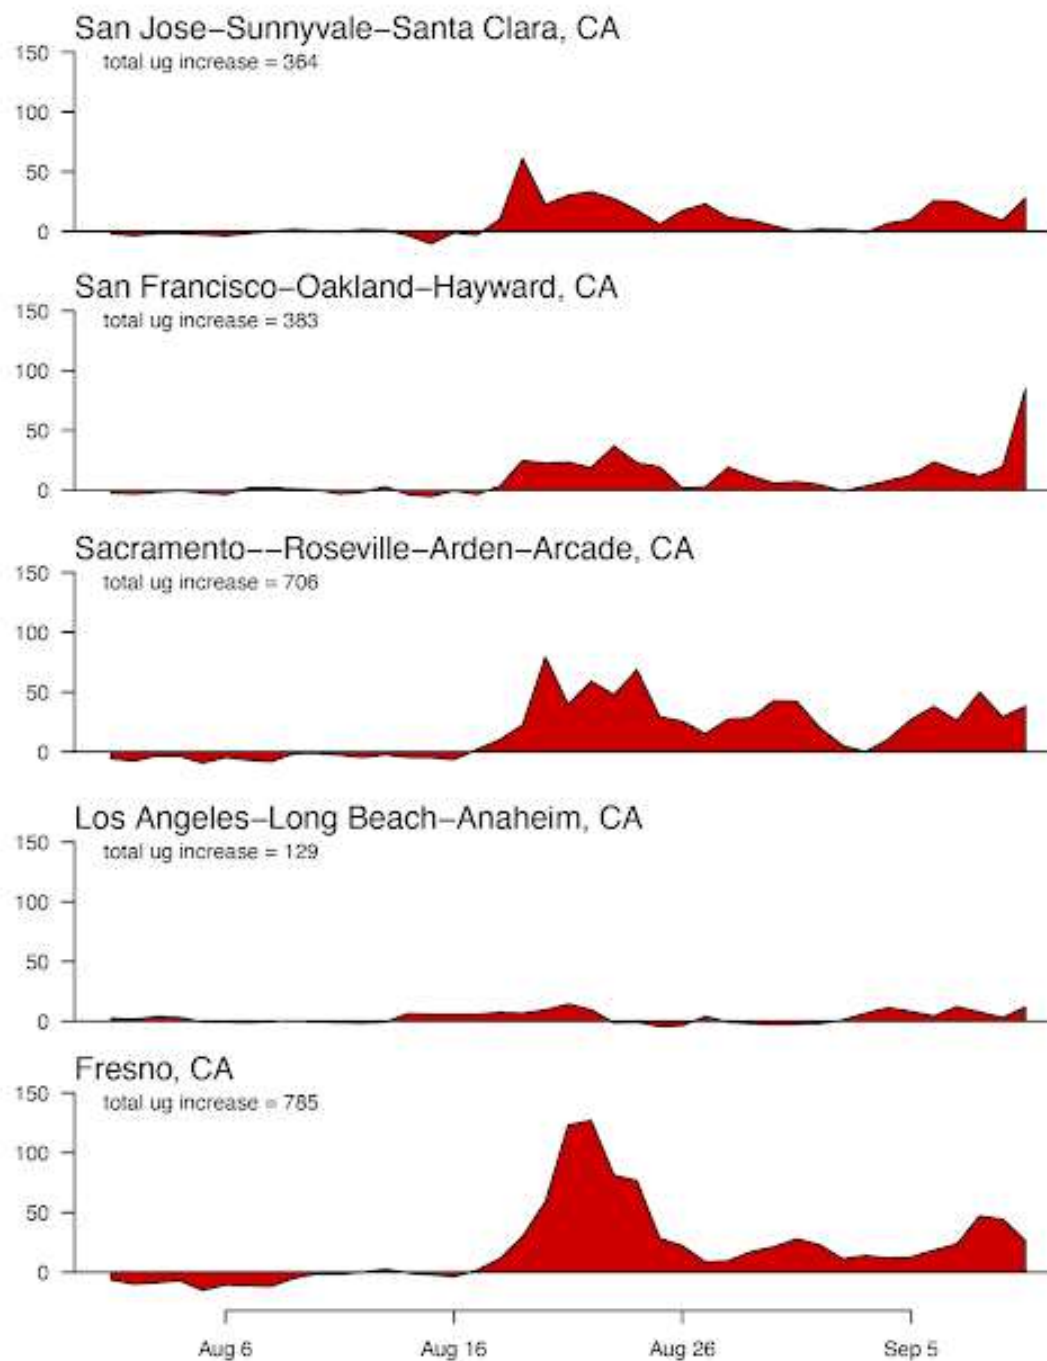 San Jose−Sunnyvale−Santa Clara, CA
150
total ug increase = 364
100
50
0
San Francisco−Oakland−Hayward, CA
150
total ug increase = 383
100
50
0
Sacramento−−Roseville−Arden−Arcade, CA
150
total ug increase = 706
100
50
0
Los Angeles−Long Beach−Anaheim, CA
150
total ug increase = 129
100
50
0
Fresno, CA
150
total ug increase = 785
100
50
0
Aug 6 Aug 16 Aug 26 Sep 5